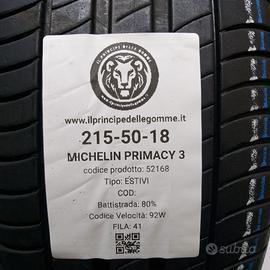 IL PRINCIPE DELLE GOMME
www.ilprincipedellegomme.it
215-50-18
MICHELIN PRIMACY 3
codice prodotto: 52168
Tipo: ESTIVI
COD:
Battistrada: 80%
Codice Velocità: 92W
FILA: 41
subito